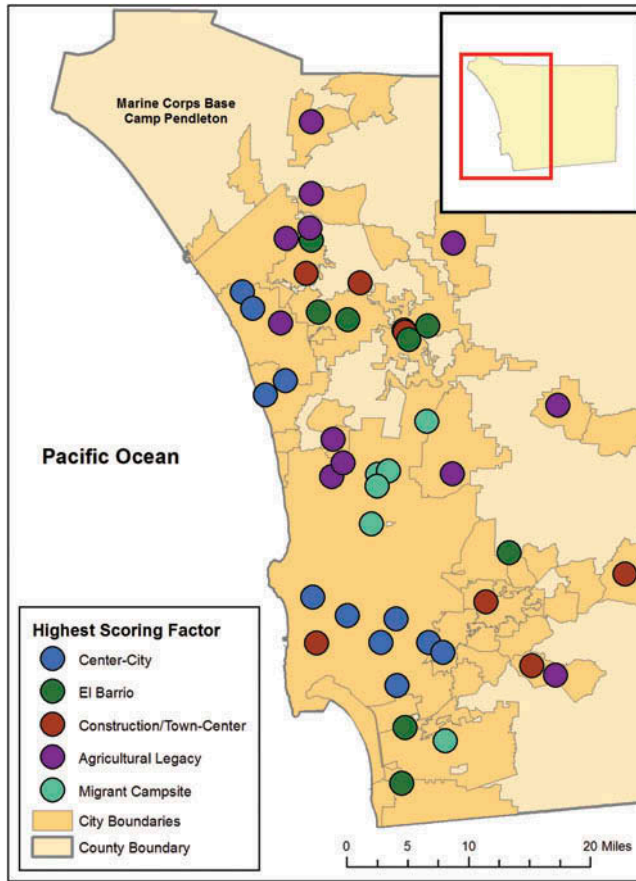 Marine Corps Base
Camp Pendleton
Pacific Ocean
Highest Scoring Factor
Center-City
El Barrio
Construction/Town-Center
Agricultural Legacy
Migrant Campsite
City Boundaries
County Boundary
0 5 10 20 Miles